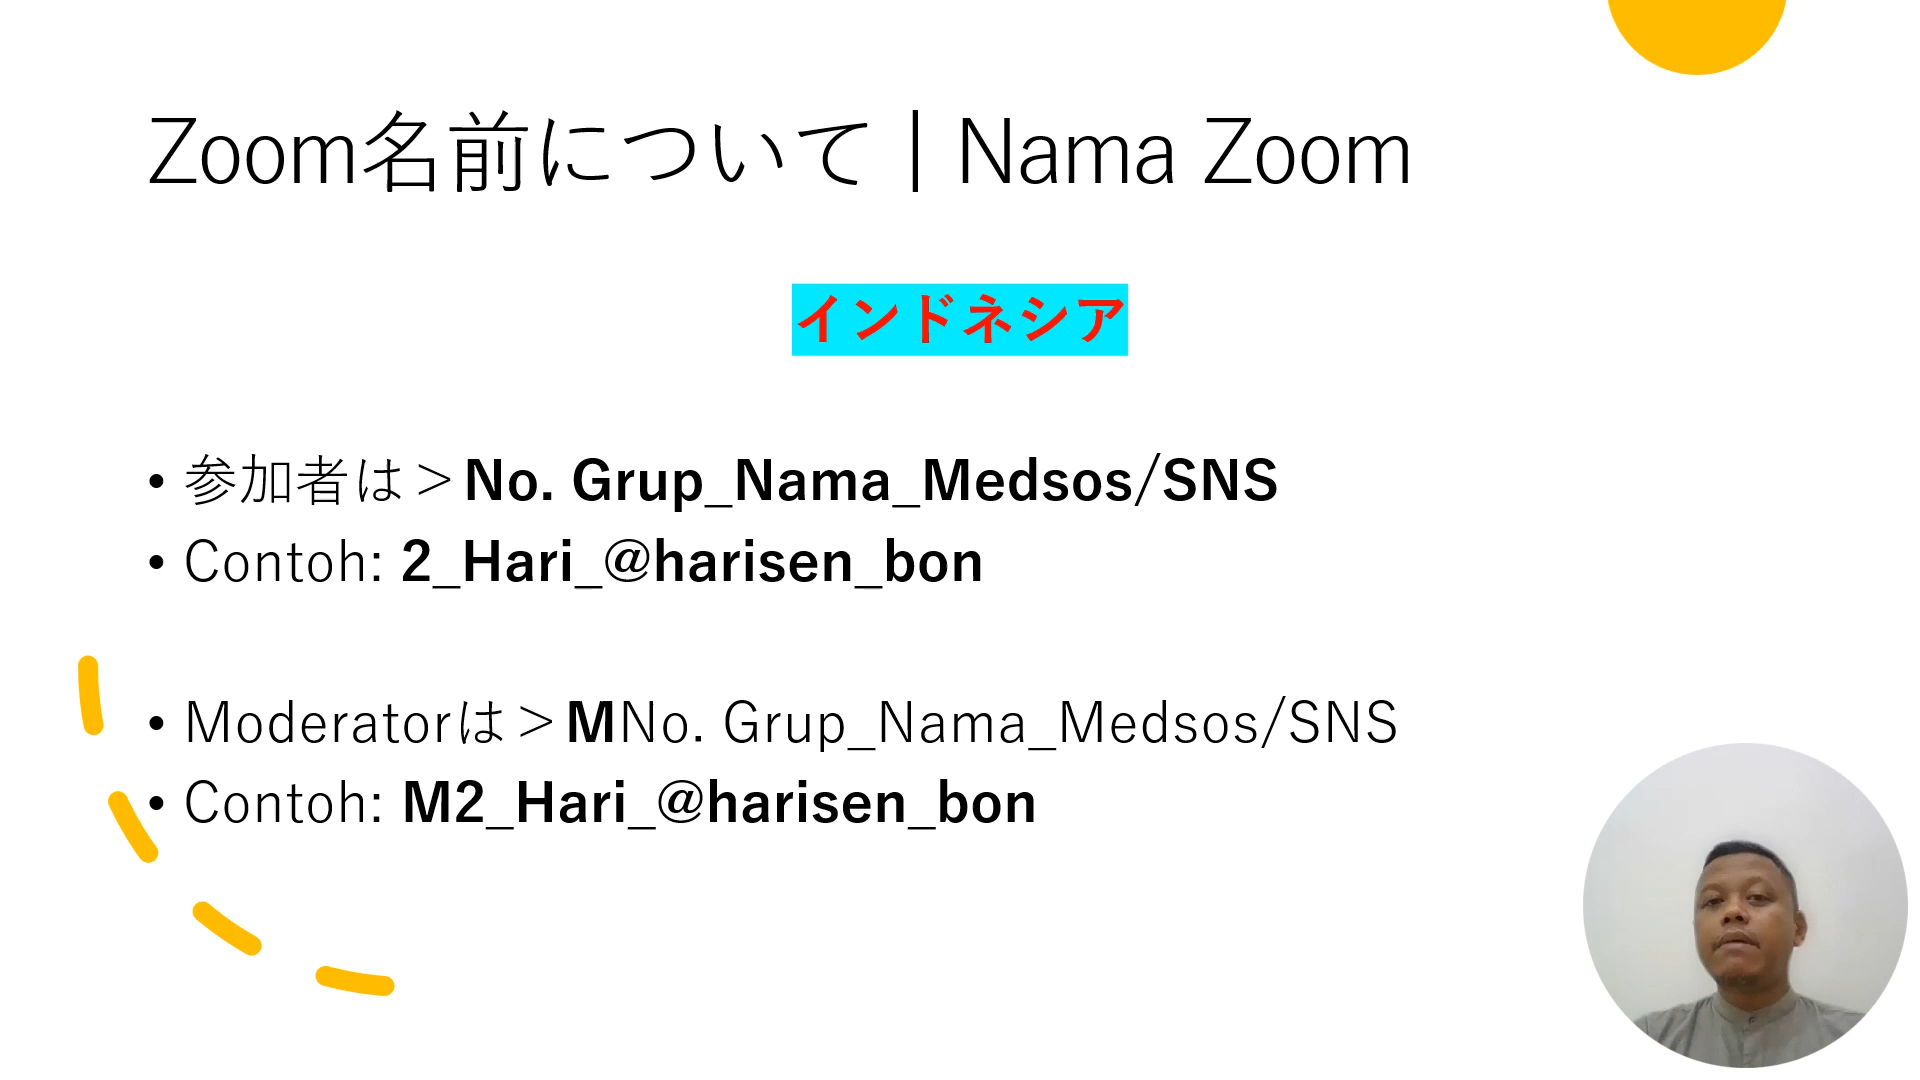 Zoom名前について | Nama Zoom
インドネシア
• 参加者は＞No. Grup_Nama_Medsos/SNS
• Contoh: 2_Hari_@harisen_bon
• Moderatorは＞MNo. Grup_Nama_Medsos/SNS
• Contoh: M2_Hari_@harisen_bon